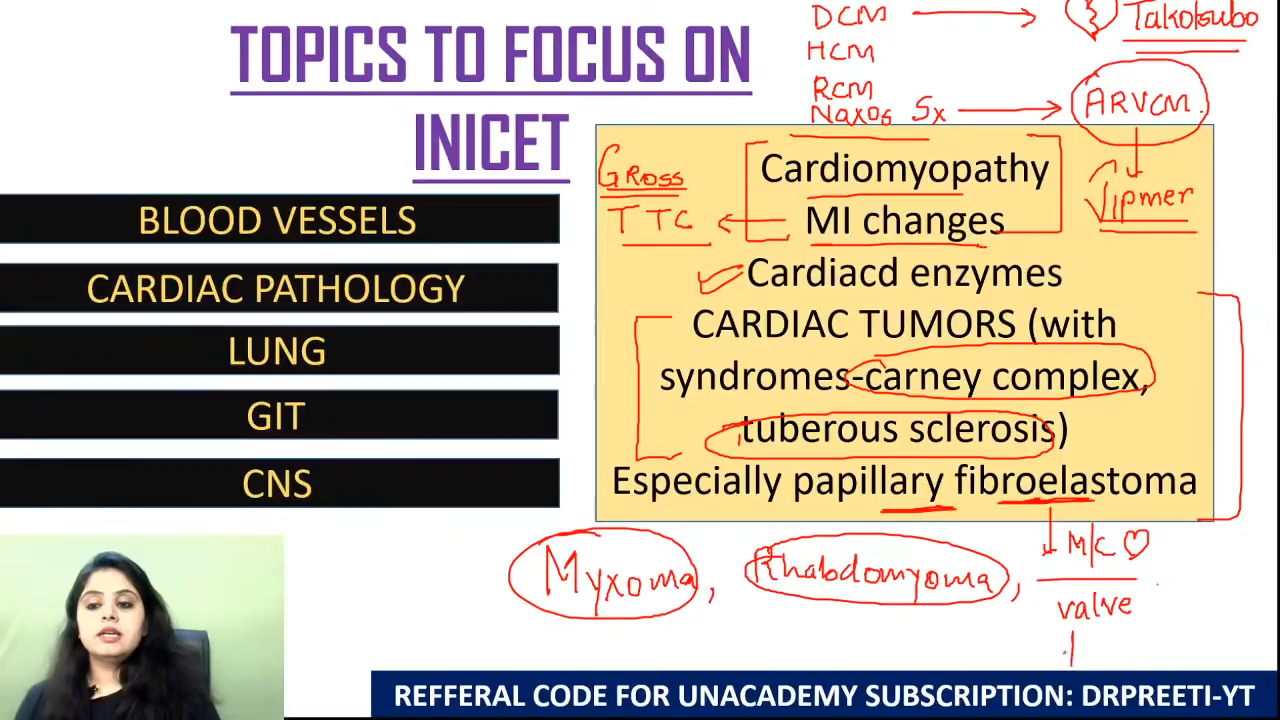 TOPICS TO FOCUS ON
INICET
DCM → Takotsubo
HCM
RCM
Naxos Sx → ARVCM
Jipmer
BLOOD VESSELS
CARDIAC PATHOLOGY
LUNG
GIT
CNS
Gross
TTC
Cardiomyopathy
MI changes
Cardiacd enzymes
CARDIAC TUMORS (with
syndromes-carney complex,
tuberous sclerosis)
Especially papillary fibroelastoma
Myxoma, Rhabdomyoma,
M/C
valve
REFFERAL CODE FOR UNACADEMY SUBSCRIPTION: DRPREETI-YT